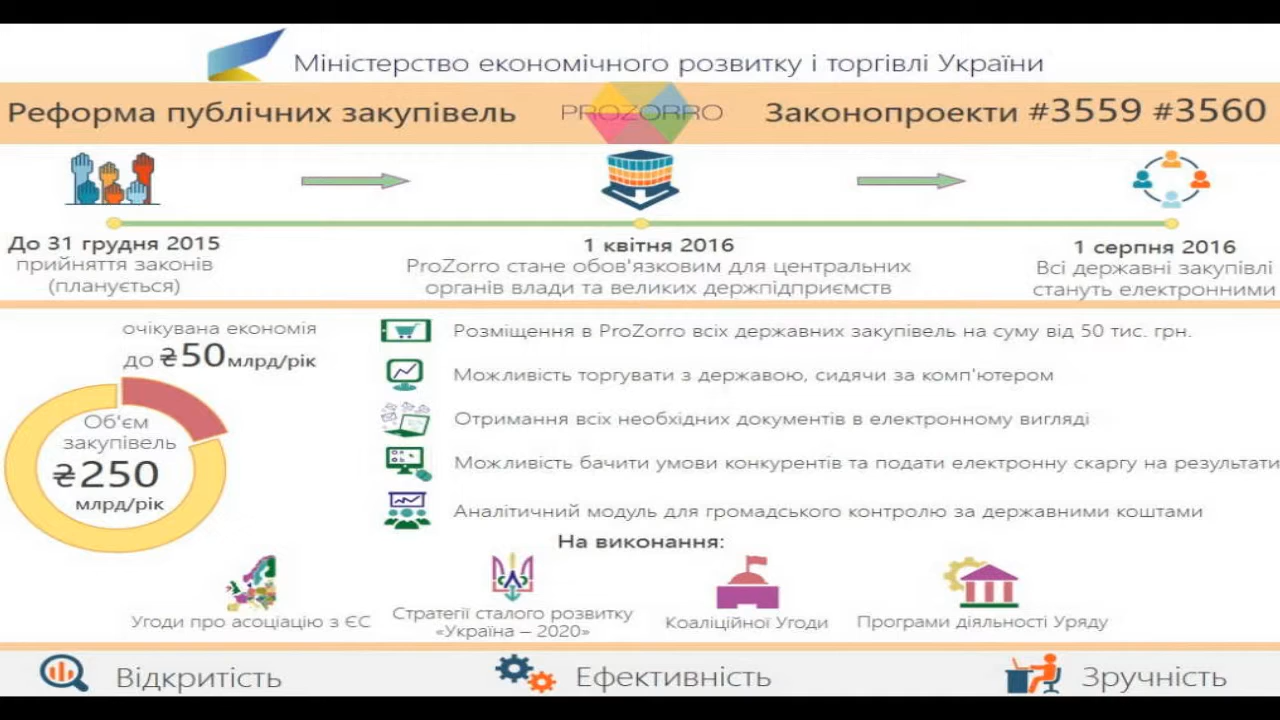 Міністерство економічного розвитку і торгівлі України
Реформа публічних закупівель
PROZORRO
Законопроекти #3559 #3560
До 31 грудня 2015
прийняття законів
(планується)
1 квітня 2016
ProZorro стане обов'язковим для центральних
органів влади та великих держпідприємств
1 серпня 2016
Всі державні закупівлі
стануть електронними
очікувана економія
до ₴50 млрд/рік
Об'єм
закупівель
₴250
млрд/рік
Розміщення в ProZorro всіх державних закупівель на суму від 50 тис. грн.
Можливість торгувати з державою, сидячи за комп'ютером
Отримання всіх необхідних документів в електронному вигляді
Можливість бачити умови конкурентів та подати електронну скаргу на результати
Аналітичний модуль для громадського контролю за державними коштами
На виконання:
Угоди про асоціацію з ЄС
Стратегії сталого розвитку
«Україна – 2020»
Коаліційної Угоди
Програми діяльності Уряду
Відкритість
Ефективність
Зручність